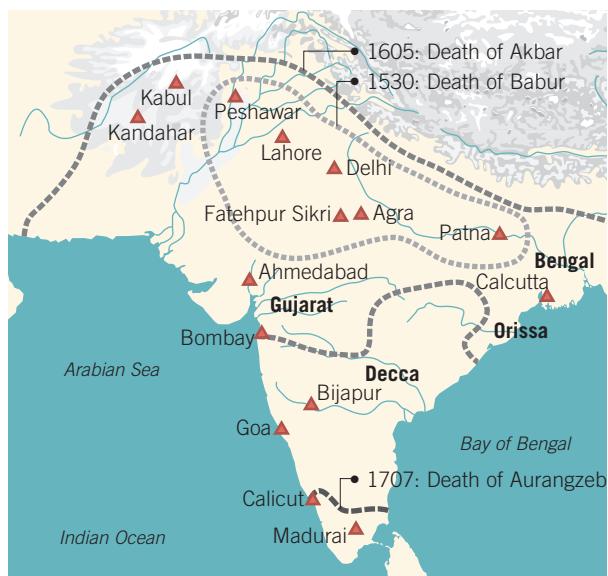 1605: Death of Akbar
1530: Death of Babur
Kabul
Peshawar
Kandahar
Lahore
Delhi
Fatehpur Sikri
Agra
Patna
Bengal
Ahmedabad
Calcutta
Gujarat
Bombay
Orissa
Arabian Sea
Decca
Bijapur
Goa
Bay of Bengal
1707: Death of Aurangzeb
Calicut
Indian Ocean
Madurai